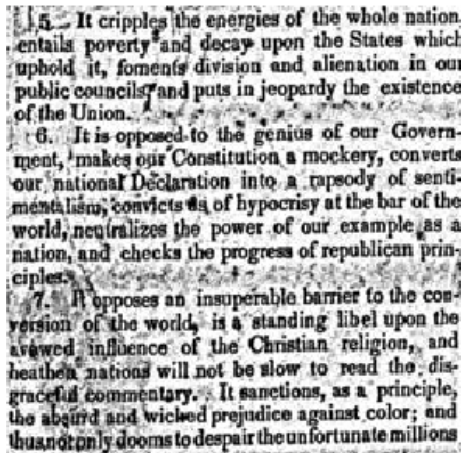 5. It cripples the energies of the whole nation,
entails poverty and decay upon the States which
uphold it, foments division and alienation in our
public councils, and puts in jeopardy the existence
of the Union.
6. It is opposed to the genius of our Govern-
ment, makes our Constitution a mockery, converts
our national Declaration into a rapsody of senti-
mentalism, convicts us of hypocrisy at the bar of the
world, neutralizes the power of our example as a
nation, and checks the progress of republican prin-
ciples.
7. It opposes an insuperable barrier to the con-
version of the world, is a standing libel upon the
avowed influence of the Christian religion, and
heathen nations will not be slow to read the dis-
graceful commentary. It sanctions, as a principle,
the absurd and wicked prejudice against color; and
thus not only dooms to despair the unfortunate millions